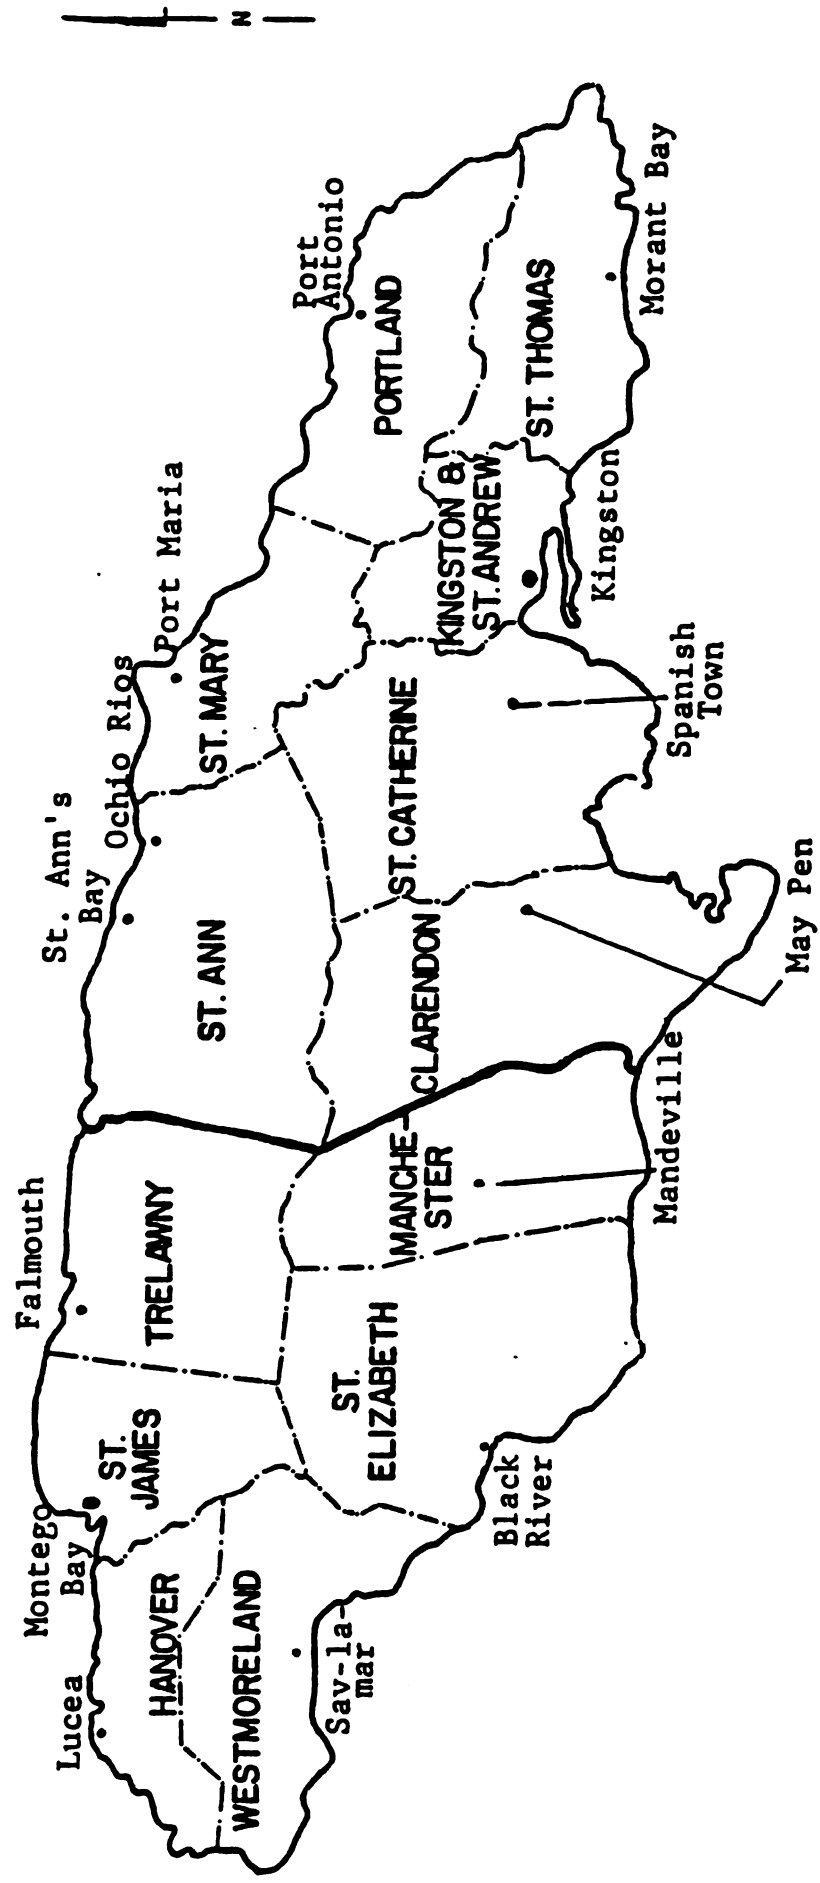 N
Lucea
Montego
Bay
Falmouth
St. Ann's
Bay
Ochio Rios
Port Maria
Port
Antonio
HANOVER
WESTMORELAND
ST.
JAMES
TRELAWNY
ST. ANN
ST. MARY
PORTLAND
ST.
ELIZABETH
MANCHE-
STER
CLARENDON
ST. CATHERINE
KINGSTON &
ST. ANDREW
ST. THOMAS
Sav-la-
mar
Black
River
Mandeville
May Pen
Spanish
Town
Kingston
Morant Bay